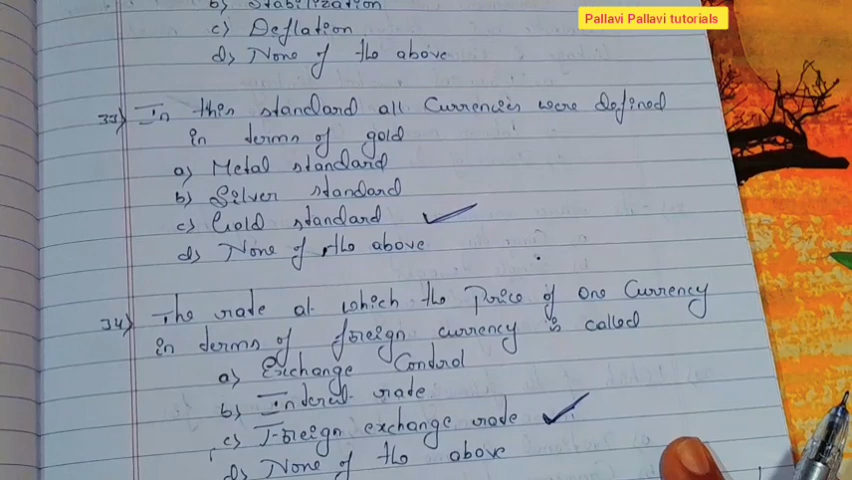 b) Stabilization
Pallavi Pallavi tutorials
c) Deflation
d) None of the above
33) In this standard all currencies were defined
in terms of gold
a) Metal standard
b) Silver standard
c) Gold standard
d) None of the above
34) The rate at which the price of one currency
in terms of foreign currency is called
a) Exchange Control
b) Interest rate
c) Foreign exchange rate
d) None of the above